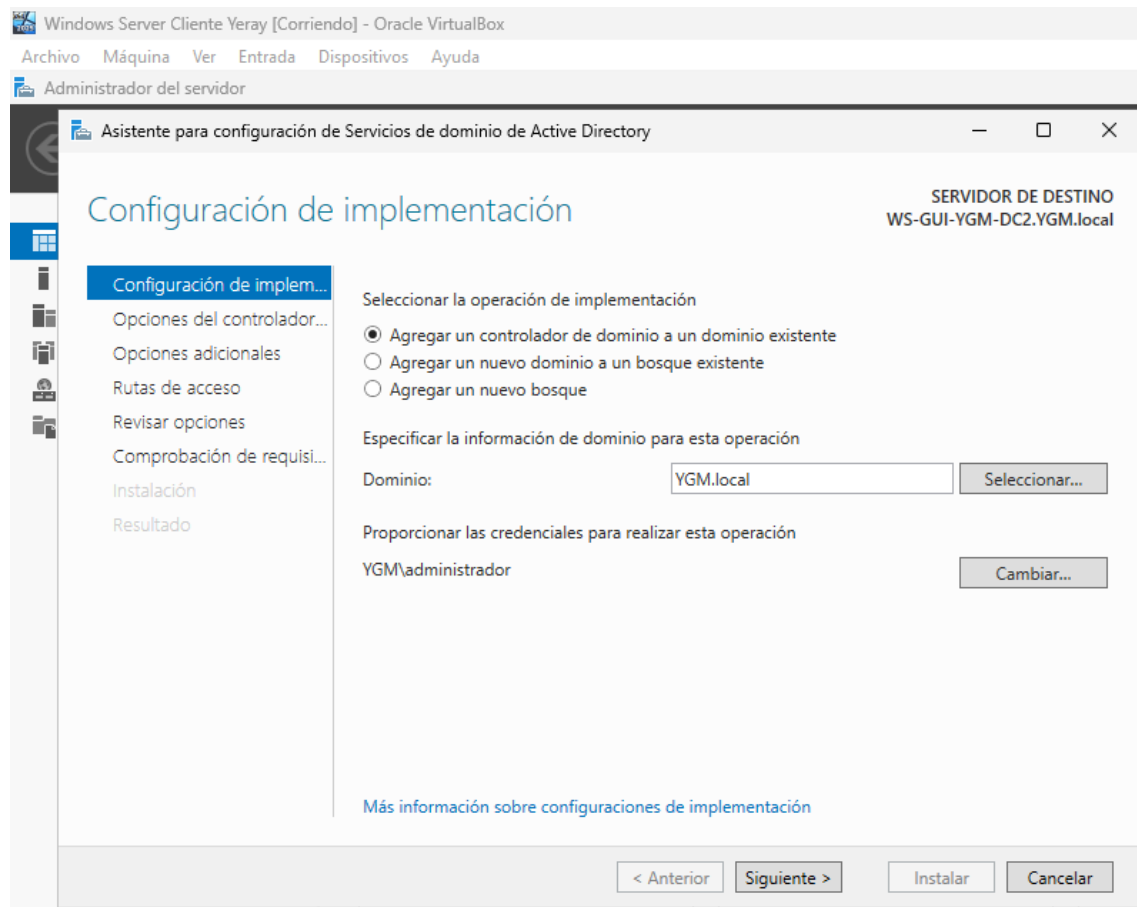 Windows Server Cliente Yeray [Corriendo] - Oracle VirtualBox
Archivo Máquina Ver Entrada Dispositivos Ayuda
Administrador del servidor
Asistente para configuración de Servicios de dominio de Active Directory
Configuración de implementación
SERVIDOR DE DESTINO
WS-GUI-YGM-DC2.YGM.local
Configuración de implem...
Opciones del controlador...
Opciones adicionales
Rutas de acceso
Revisar opciones
Comprobación de requisi...
Instalación
Resultado
Seleccionar la operación de implementación
Agregar un controlador de dominio a un dominio existente
Agregar un nuevo dominio a un bosque existente
Agregar un nuevo bosque
Especificar la información de dominio para esta operación
Dominio: YGM.local Seleccionar...
Proporcionar las credenciales para realizar esta operación
YGM\administrador Cambiar...
Más información sobre configuraciones de implementación
< Anterior Siguiente > Instalar Cancelar